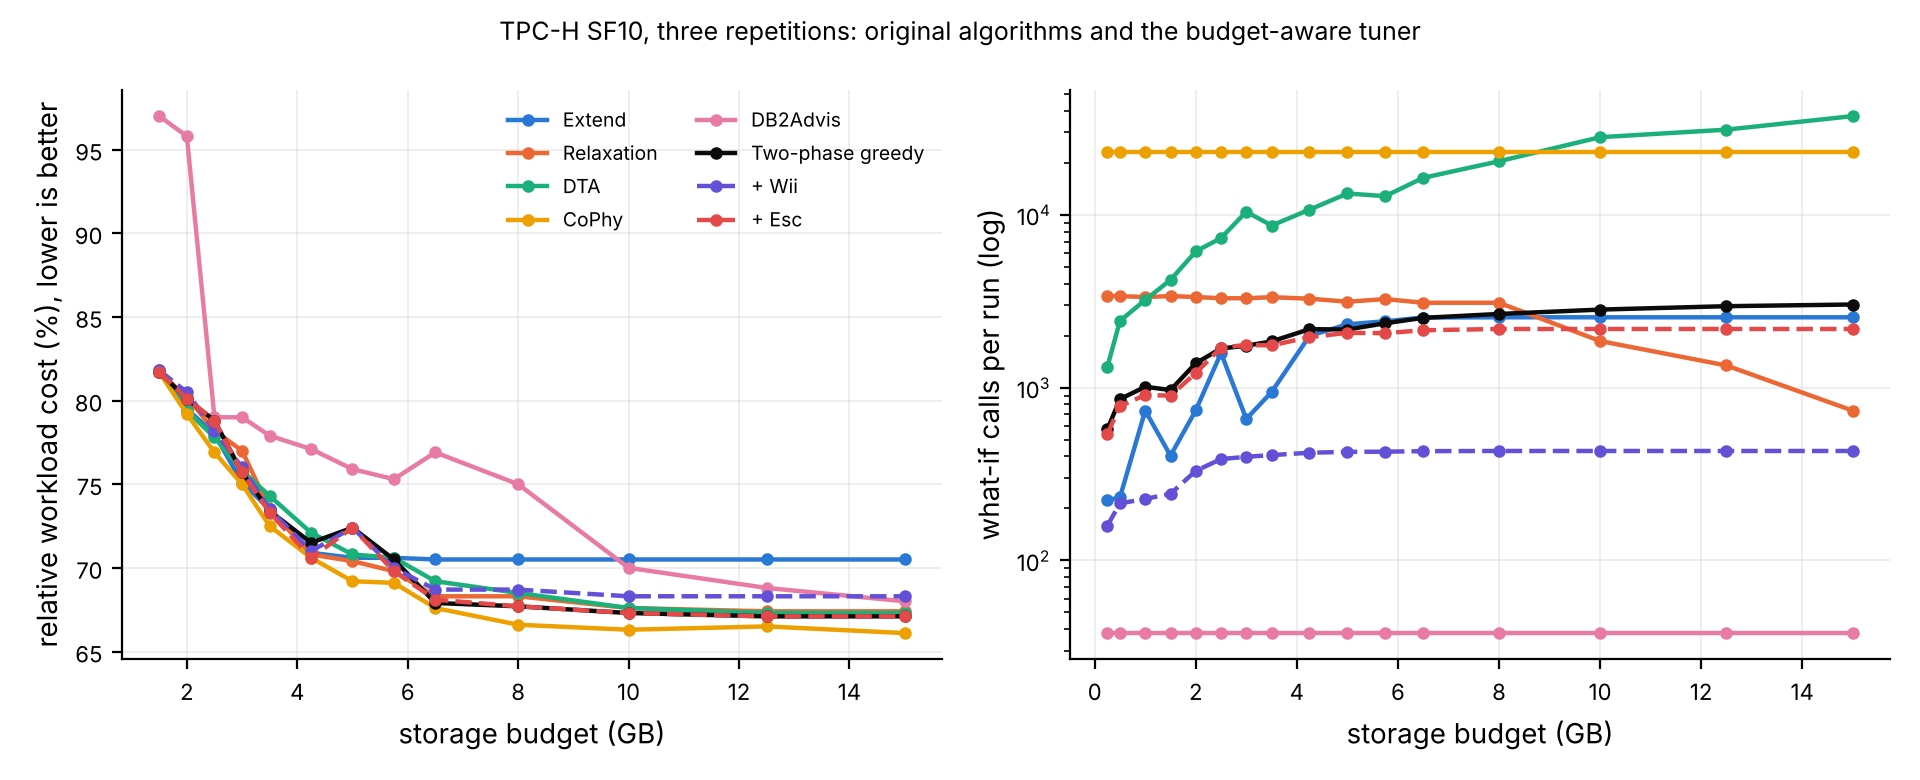 TPC-H SF10, three repetitions: original algorithms and the budget-aware tuner
relative workload cost (%), lower is better
95
90
85
80
75
70
65
2 4 6 8 10 12 14
storage budget (GB)
Extend
Relaxation
DTA
CoPhy
DB2Advis
Two-phase greedy
+ Wii
+ Esc
what-if calls per run (log)
10⁴
10³
10²
0 2 4 6 8 10 12 14
storage budget (GB)